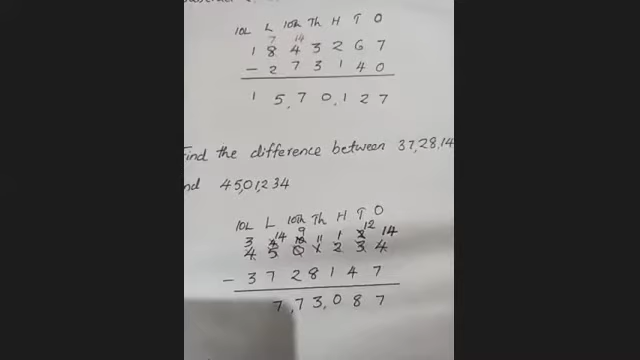 10L L 10th Th H T O
7 14
1 8 4 3 2 6 7
- 2 7 3 1 4 0
1 5,7 0,1 2 7
Find the difference between 37,28,14
nd 45,01,234
10L L 10th Th H T O
3 4 14 9 10 11 1 2 12 14
4 5 0 1 2 3 4
- 3 7 2 8 1 4 7
7,7 3,0 8 7